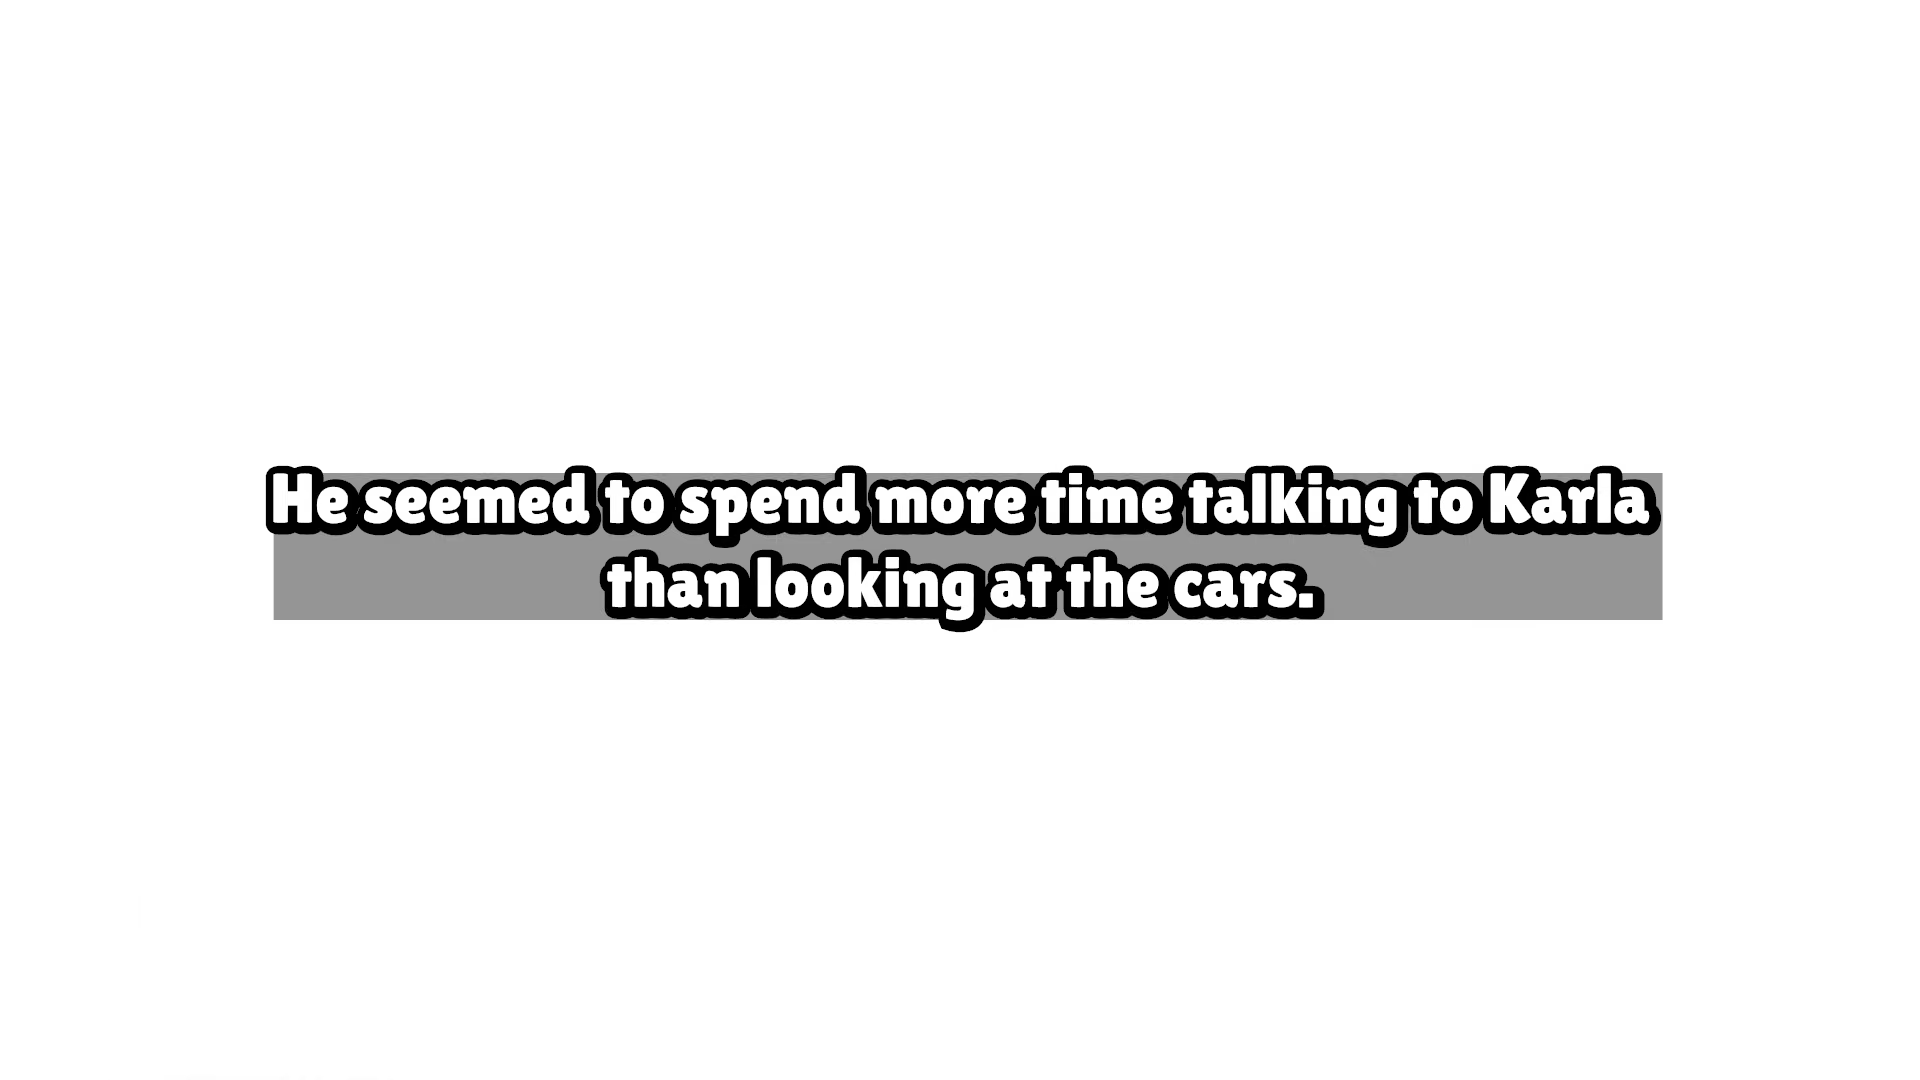 He seemed to spend more time talking to Karla
than looking at the cars.